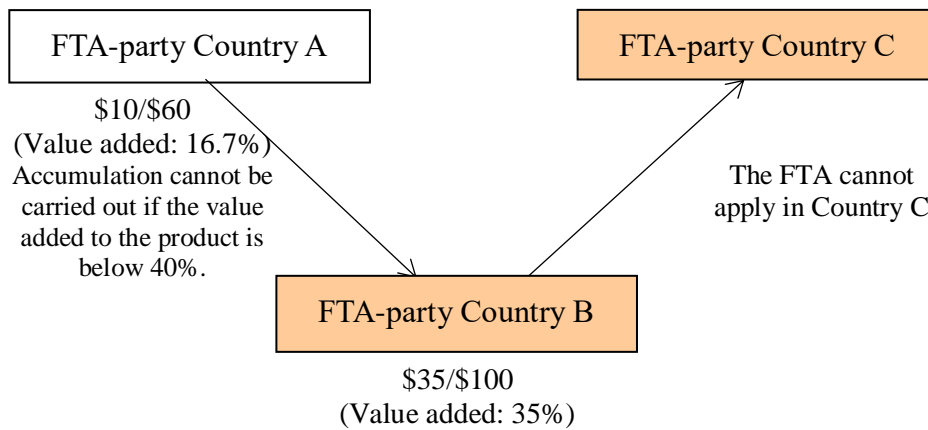 FTA-party Country A
FTA-party Country C
$10/$60
(Value added: 16.7%)
Accumulation cannot be
carried out if the value
added to the product is
below 40%.
The FTA cannot
apply in Country C
FTA-party Country B
$35/$100
(Value added: 35%)